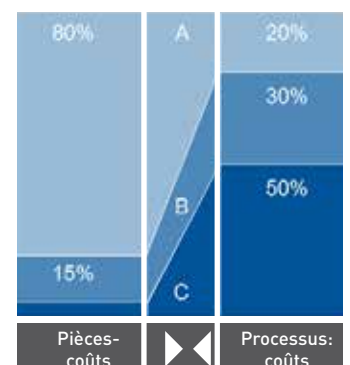 80%
A
20%
30%
B
50%
15%
C
Pièces-
coûts
Processus:
coûts